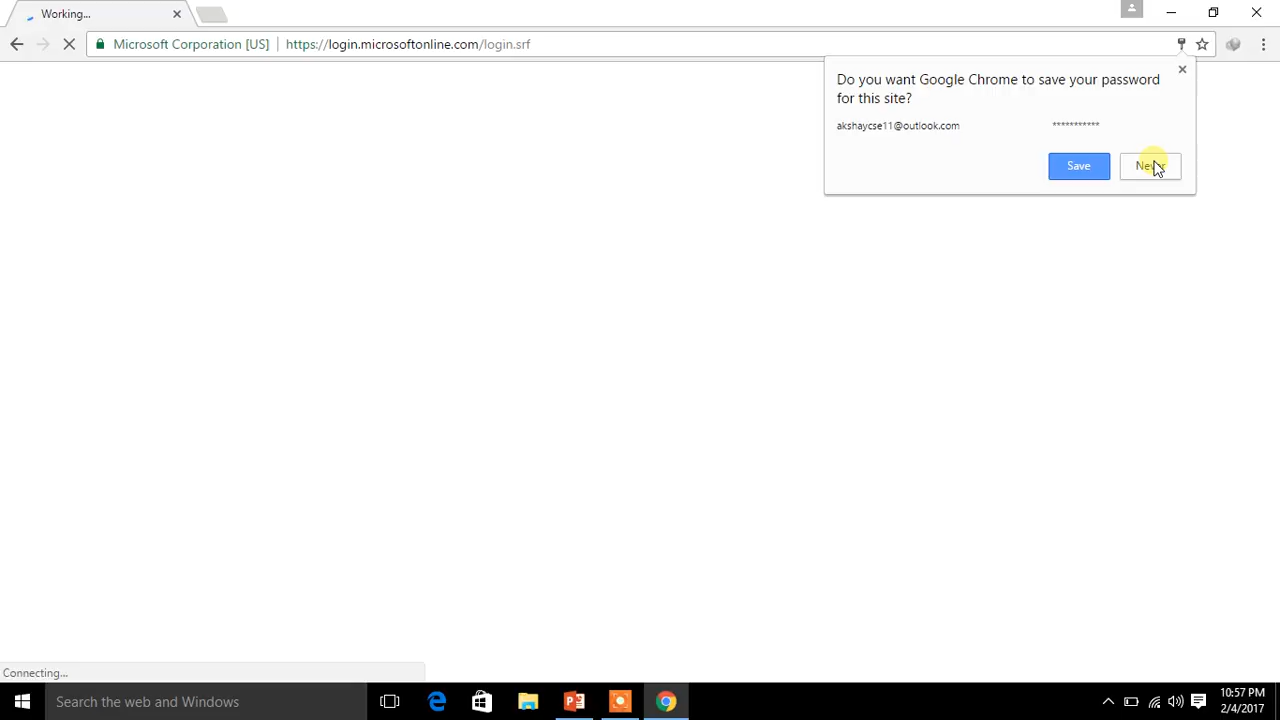 Working...
Microsoft Corporation [US]
https://login.microsoftonline.com/login.srf
Do you want Google Chrome to save your password
for this site?
akshaycse11@outlook.com
***********
Save
Never
Connecting...
Search the web and Windows
10:57 PM
2/4/2017